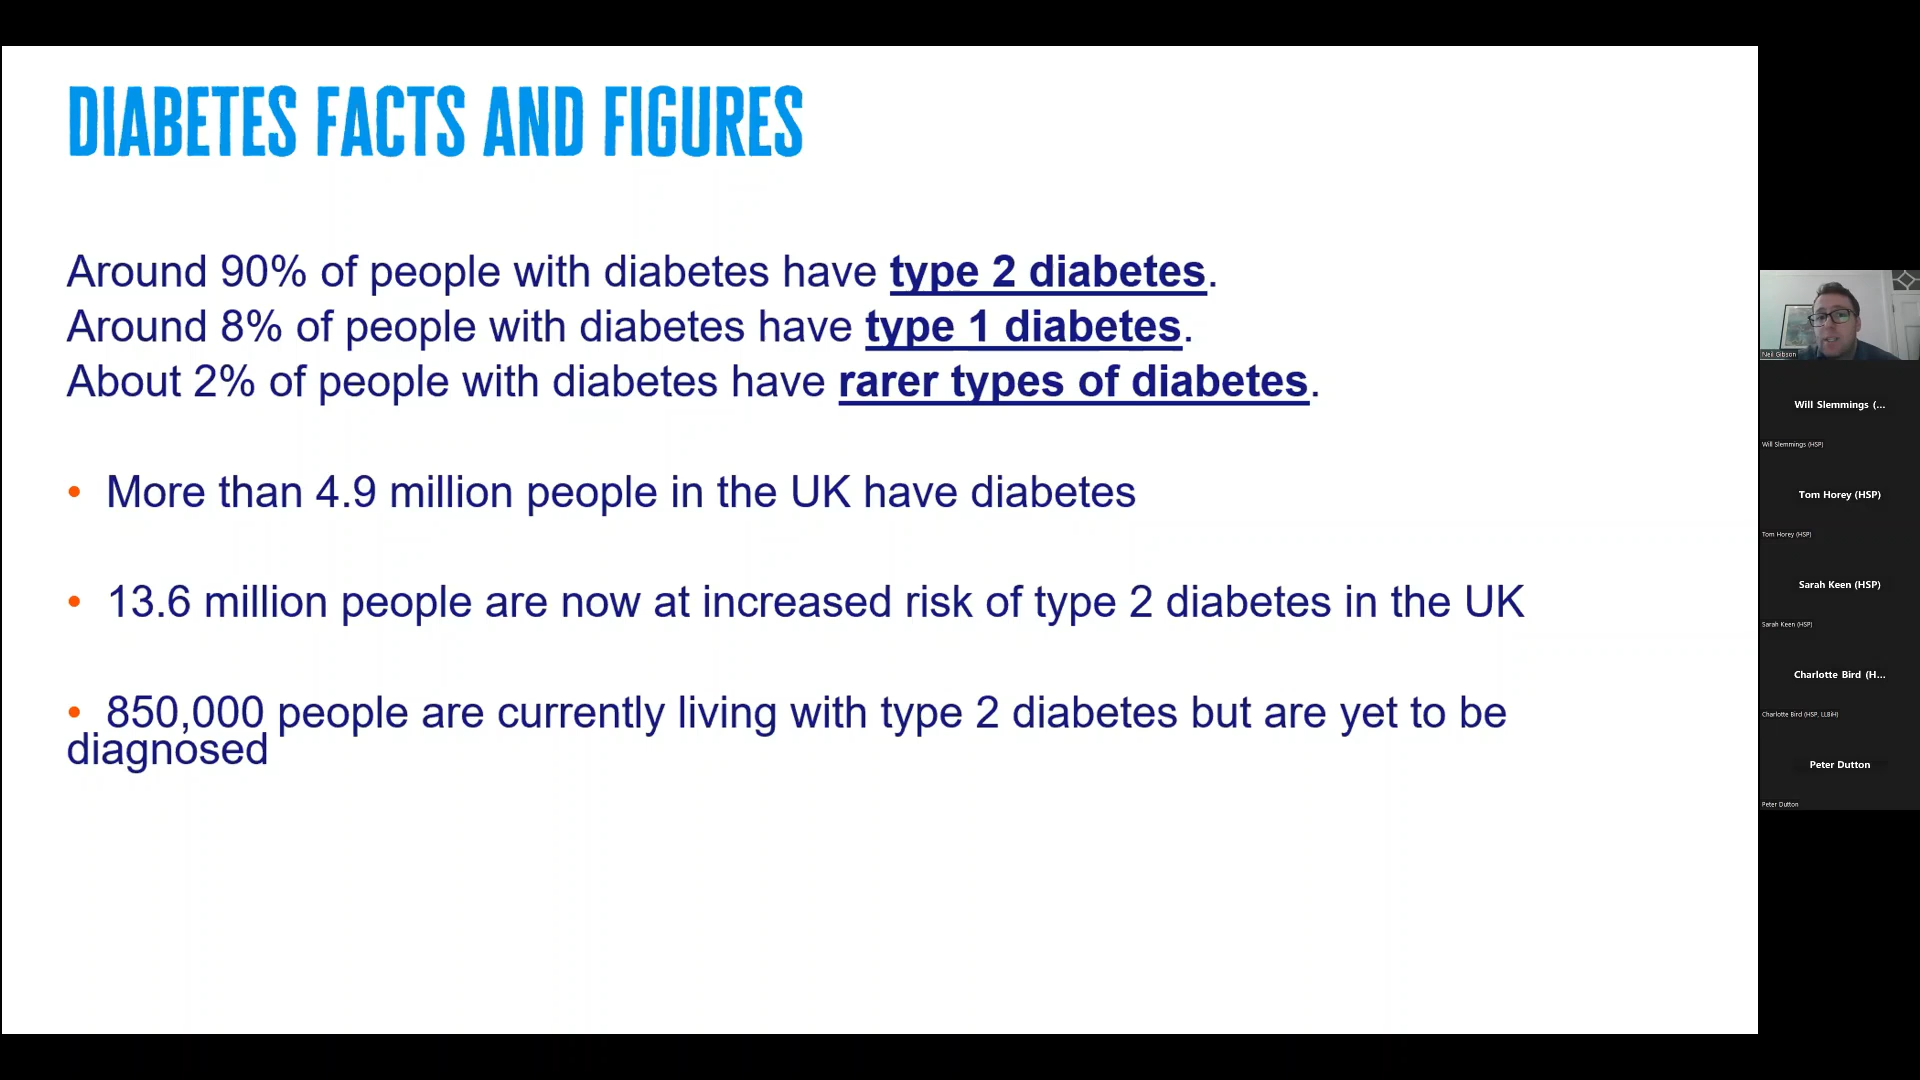 DIABETES FACTS AND FIGURES
Around 90% of people with diabetes have type 2 diabetes.
Around 8% of people with diabetes have type 1 diabetes.
About 2% of people with diabetes have rarer types of diabetes.
• More than 4.9 million people in the UK have diabetes
• 13.6 million people are now at increased risk of type 2 diabetes in the UK
• 850,000 people are currently living with type 2 diabetes but are yet to be
diagnosed
Neil Gibson
Will Slemmings (...
Will Slemmings (HSP)
Tom Horey (HSP)
Tom Horey (HSP)
Sarah Keen (HSP)
Sarah Keen (HSP)
Charlotte Bird (H...
Charlotte Bird (HSP, LLBiH)
Peter Dutton
Peter Dutton